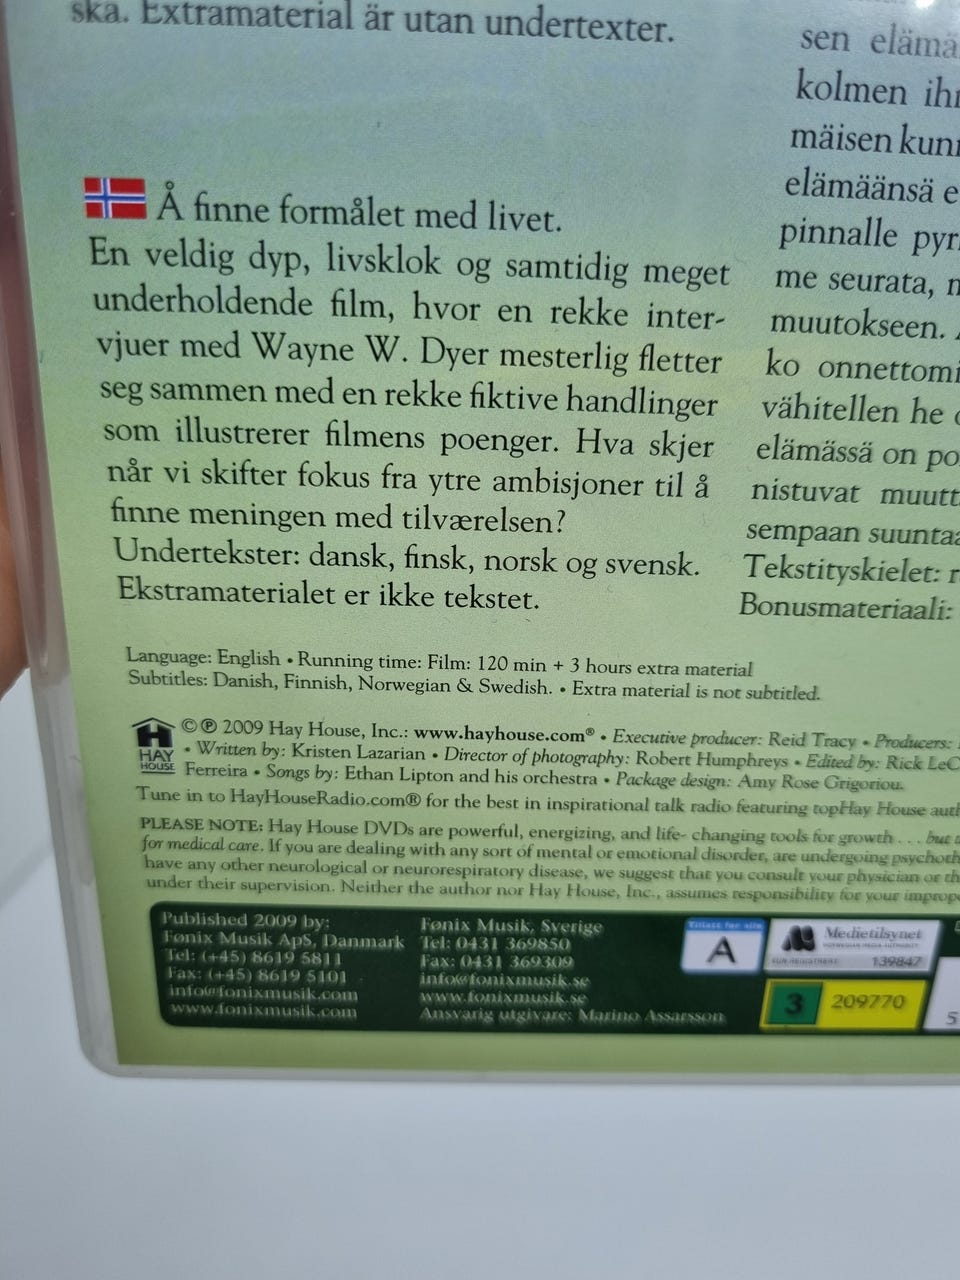 ska. Extramaterial är utan undertexter.
Å finne formålet med livet.
En veldig dyp, livsklok og samtidig meget
underholdende film, hvor en rekke inter-
vjuer med Wayne W. Dyer mesterlig fletter
seg sammen med en rekke fiktive handlinger
som illustrerer filmens poenger. Hva skjer
når vi skifter fokus fra ytre ambisjoner til å
finne meningen med tilværelsen?
Undertekster: dansk, finsk, norsk og svensk.
Ekstramaterialet er ikke tekstet.
sen elämä
kolmen ih
mäisen kun
elämäänsä e
pinnalle pyr
me seurata,
muutokseen.
ko onnettomi
vähitellen he
elämässä on po
nistuvat muutt
sempaan suunta
Tekstityskielet: r
Bonusmateriaali:
Language: English • Running time: Film: 120 min + 3 hours extra material
Subtitles: Danish, Finnish, Norwegian & Swedish. • Extra material is not subtitled.
HAY
HOUSE
©℗ 2009 Hay House, Inc.: www.hayhouse.com® • Executive producer: Reid Tracy • Producers:
• Written by: Kristen Lazarian • Director of photography: Robert Humphreys • Edited by: Rick LeC
Ferreira • Songs by: Ethan Lipton and his orchestra • Package design: Amy Rose Grigoriou.
Tune in to HayHouseRadio.com® for the best in inspirational talk radio featuring topHay House auth
PLEASE NOTE: Hay House DVDs are powerful, energizing, and life- changing tools for growth . . . but
for medical care. If you are dealing with any sort of mental or emotional disorder, are undergoing psychoth
have any other neurological or neurorespiratory disease, we suggest that you consult your physician or th
under their supervision. Neither the author nor Hay House, Inc., assumes responsibility for your improp
Published 2009 by:
Fønix Musik ApS, Danmark
Tel: (+45) 8619 5811
Fax: (+45) 8619 5101
info@fonixmusik.com
www.fonixmusik.com
Fønix Musik, Sverige
Tel: 0431 369850
Fax: 0431 369309
info@fonixmusik.se
www.fonixmusik.se
Ansvarig utgivare: Marino Assarsson
Tilladt for alle
A
Medietilsynet
NORWEGIAN MEDIA AUTHORITY
139847
3
209770
5